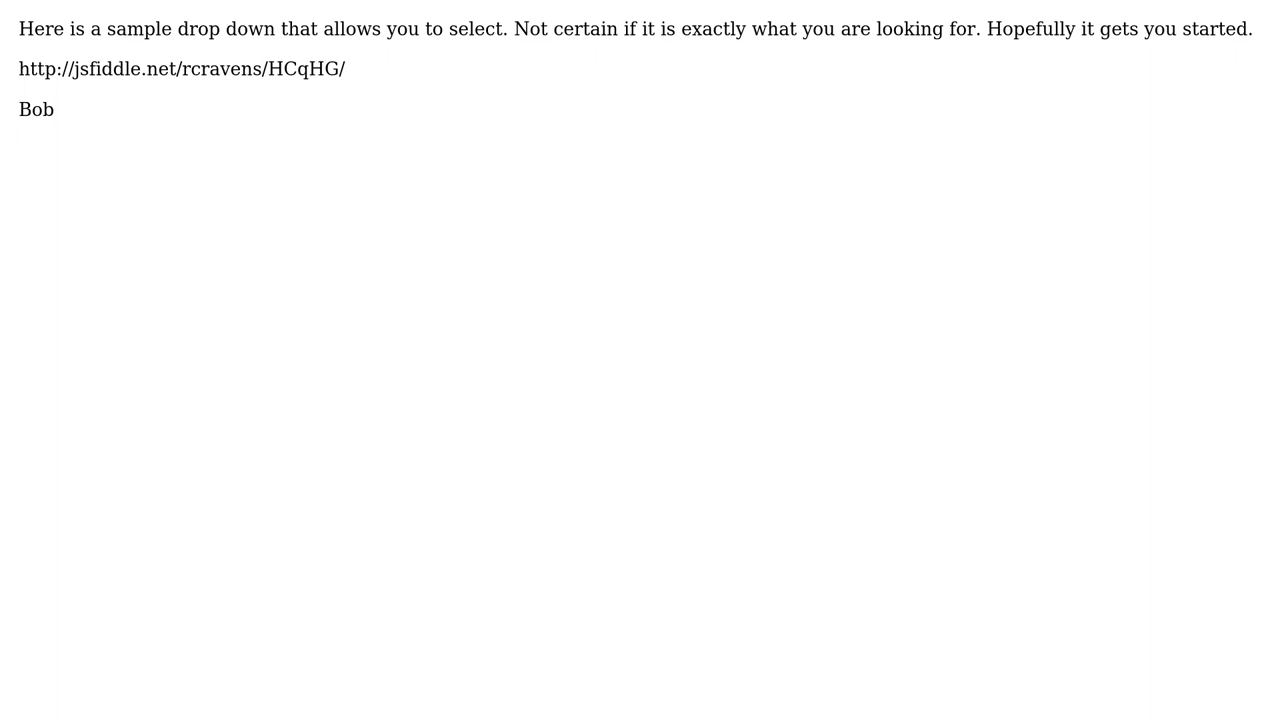 Here is a sample drop down that allows you to select. Not certain if it is exactly what you are looking for. Hopefully it gets you started.
http://jsfiddle.net/rcravens/HCqHG/
Bob